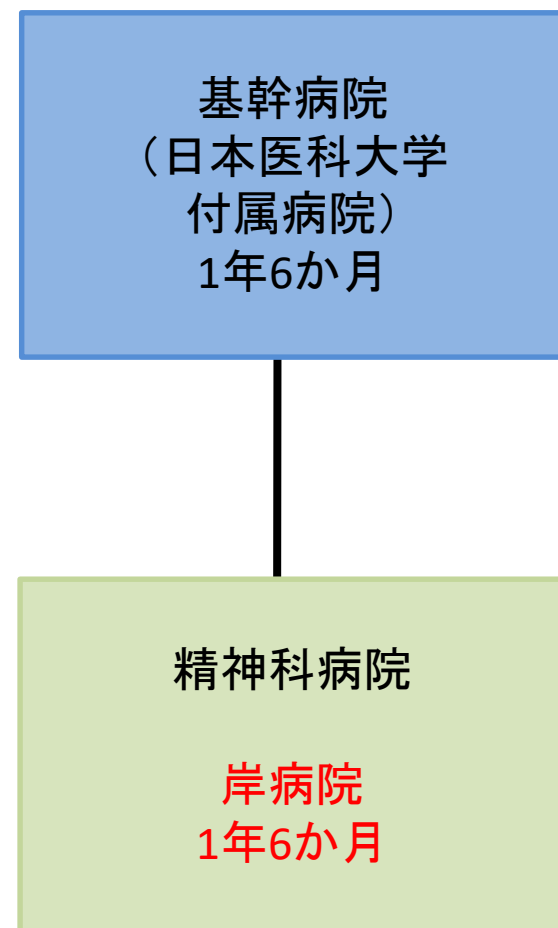 基幹病院
（日本医科大学
付属病院）
1年6か月
精神科病院
岸病院
1年6か月